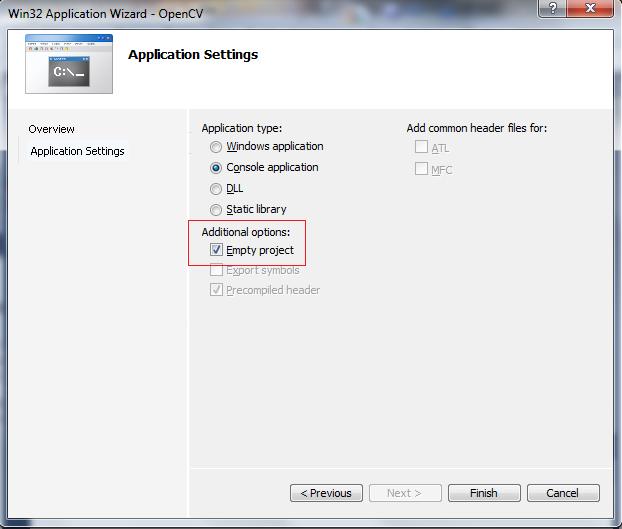 Win32 Application Wizard - OpenCV
?
X
C:\_
Application Settings
Overview
Application Settings
Application type:
Windows application
Console application
DLL
Static library
Additional options:
Empty project
Export symbols
Precompiled header
Add common header files for:
ATL
MFC
< Previous
Next >
Finish
Cancel